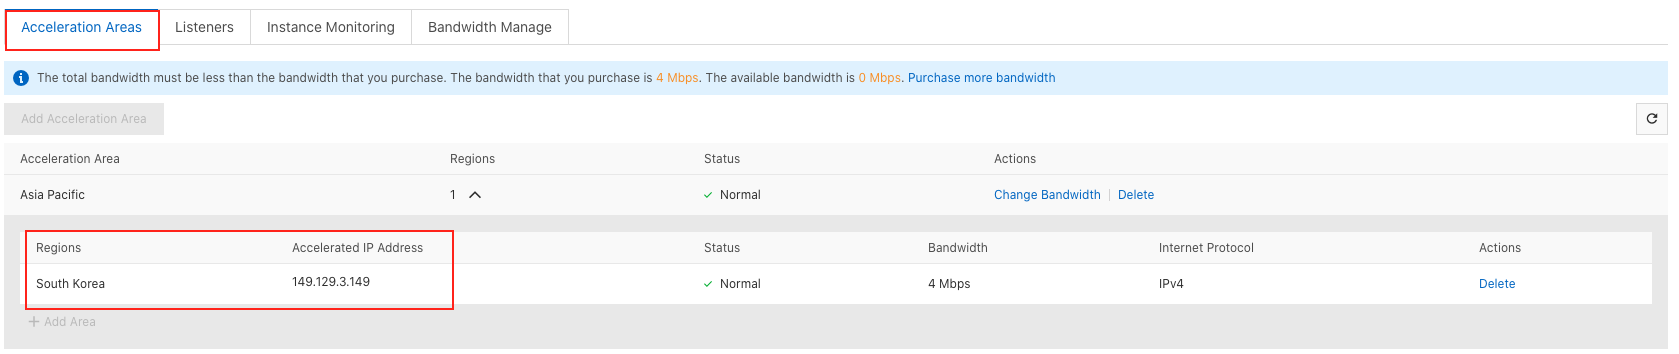 Acceleration Areas Listeners Instance Monitoring Bandwidth Manage
The total bandwidth must be less than the bandwidth that you purchase. The bandwidth that you purchase is 4 Mbps. The available bandwidth is 0 Mbps. Purchase more bandwidth
Add Acceleration Area
Acceleration Area Regions Status Actions
Asia Pacific 1 Normal Change Bandwidth | Delete
Regions Accelerated IP Address Status Bandwidth Internet Protocol Actions
South Korea 149.129.3.149 Normal 4 Mbps IPv4 Delete
+ Add Area